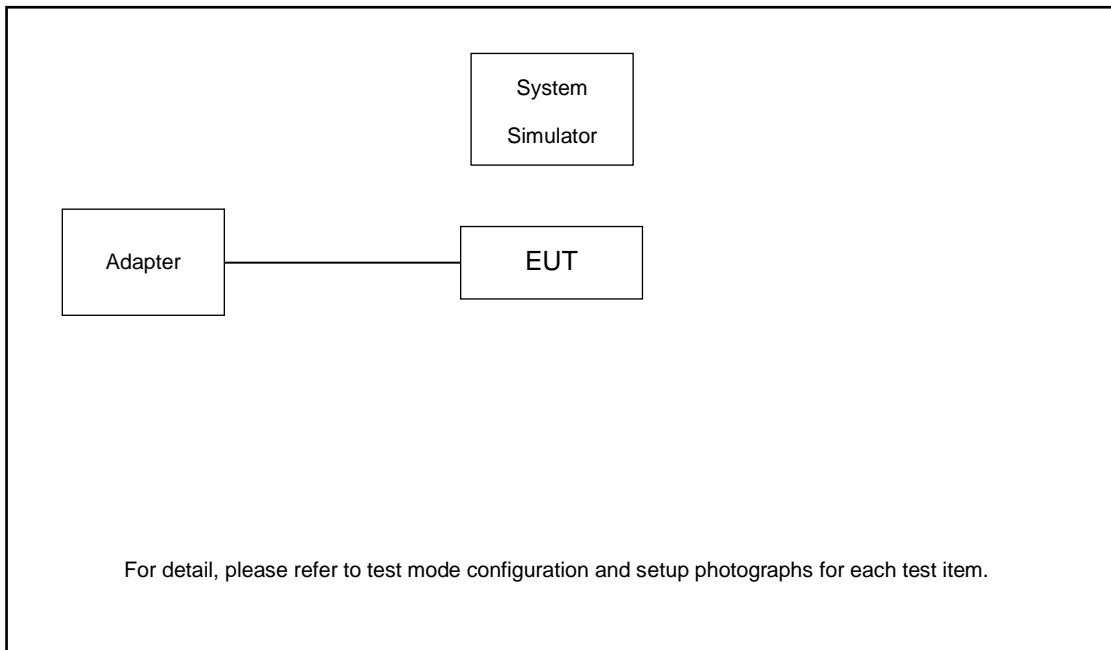 System
Simulator
Adapter
EUT
For detail, please refer to test mode configuration and setup photographs for each test item.